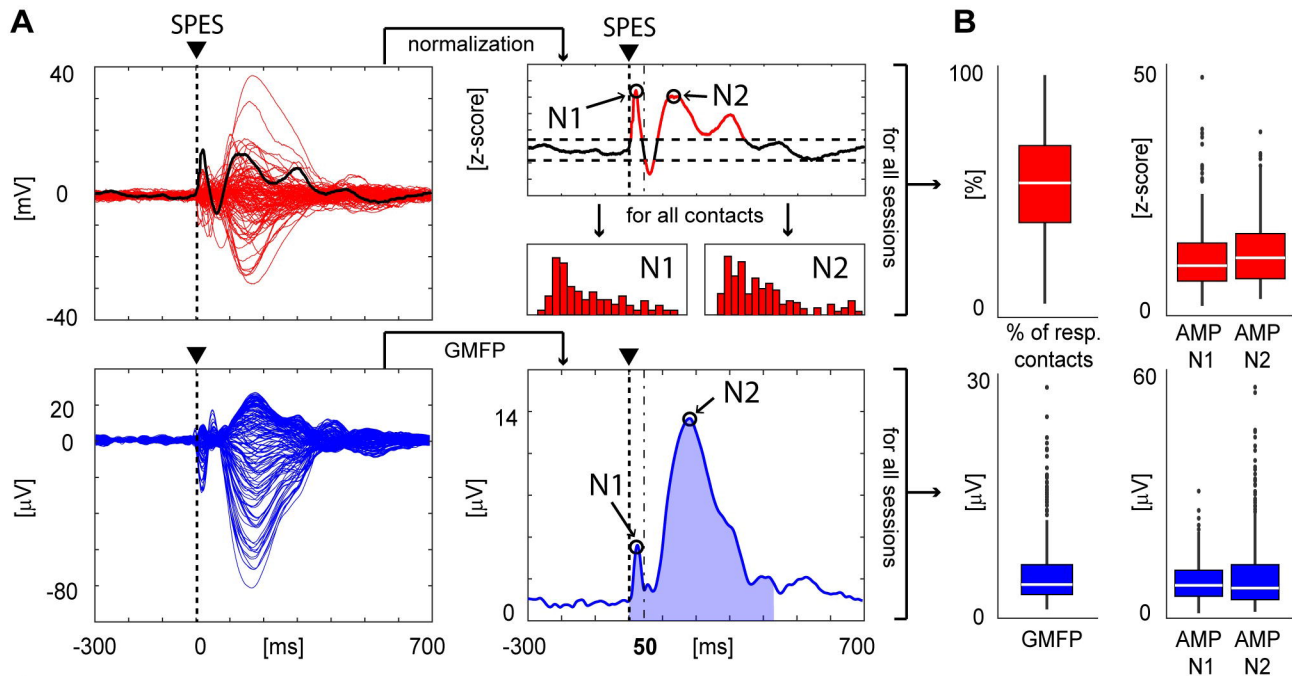 A
SPES
normalization
SPES
B
40
0
-40
[mV]
[z-score]
N1
N2
for all contacts
N1
N2
for all sessions
100
[%]
0
% of resp.
contacts
50
[z-score]
0
AMP
N1
AMP
N2
GMFP
20
0
-80
[μV]
-300
0
[ms]
700
14
[μV]
0
N1
N2
-300
50
[ms]
700
for all sessions
30
[μV]
0
GMFP
60
[μV]
0
AMP
N1
AMP
N2